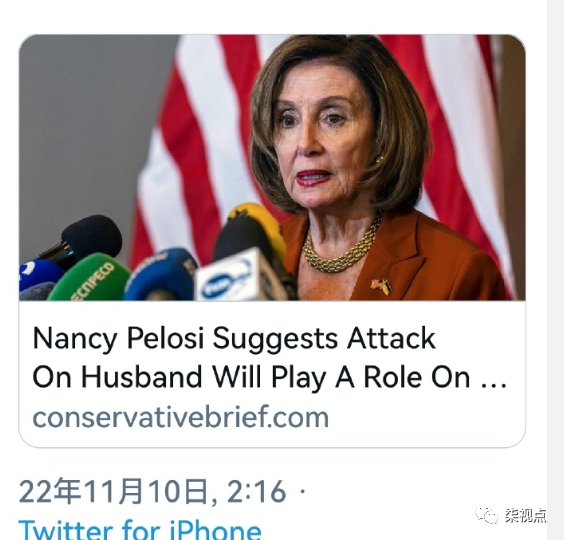 ЕСПРЕСО
Nancy Pelosi Suggests Attack
On Husband Will Play A Role On ...
conservativebrief.com
22年11月10日, 2:16 ·
Twitter for iPhone
柒视点